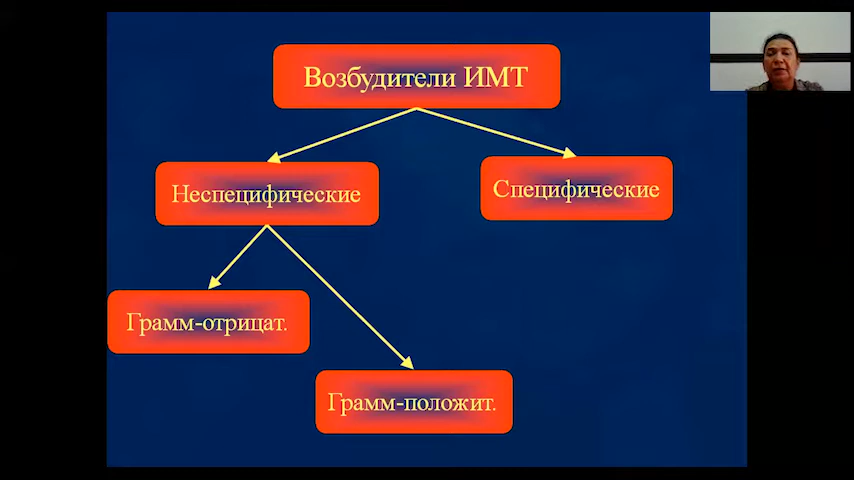 Возбудители ИМТ
Неспецифические
Специфические
Грамм-отрицат.
Грамм-положит.